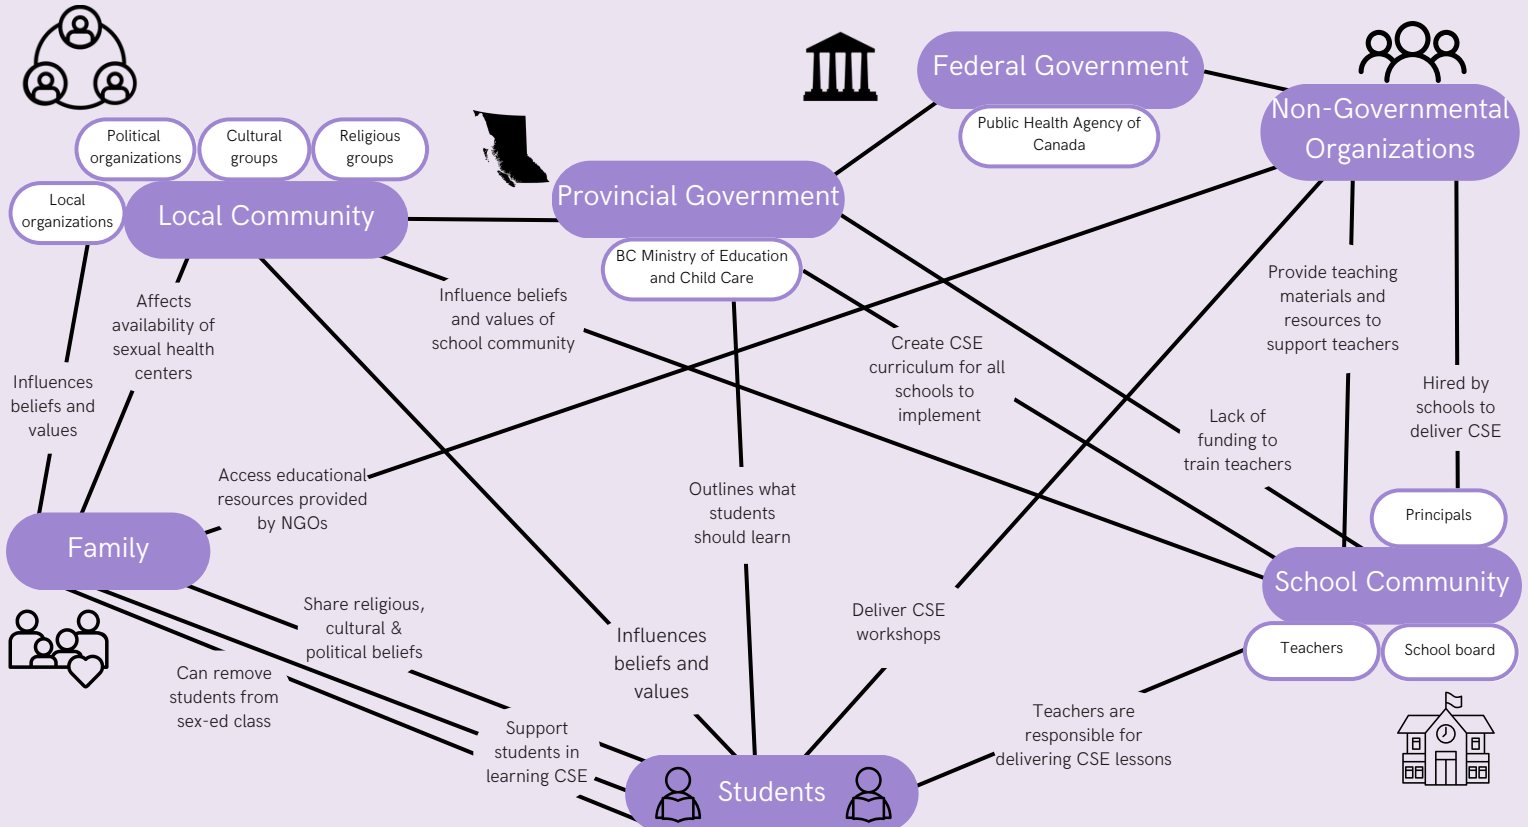 Federal Government
Public Health Agency of
Canada
Non-Governmental
Organizations
Political
organizations
Cultural
groups
Religious
groups
Local
organizations
Local Community
Provincial Government
BC Ministry of Education
and Child Care
Affects
availability of
sexual health
centers
Influence beliefs
and values of
school community
Influences
beliefs and
values
Create CSE
curriculum for all
schools to
implement
Provide teaching
materials and
resources to
support teachers
Hired by
schools to
deliver CSE
Lack of
funding to
train teachers
Access educational
resources provided
by NGOs
Outlines what
students
should learn
Principals
Family
School Community
Teachers
School board
Share religious,
cultural &
political beliefs
Can remove
students from
sex-ed class
Influences
beliefs and
values
Deliver CSE
workshops
Support
students in
learning CSE
Teachers are
responsible for
delivering CSE lessons
Students